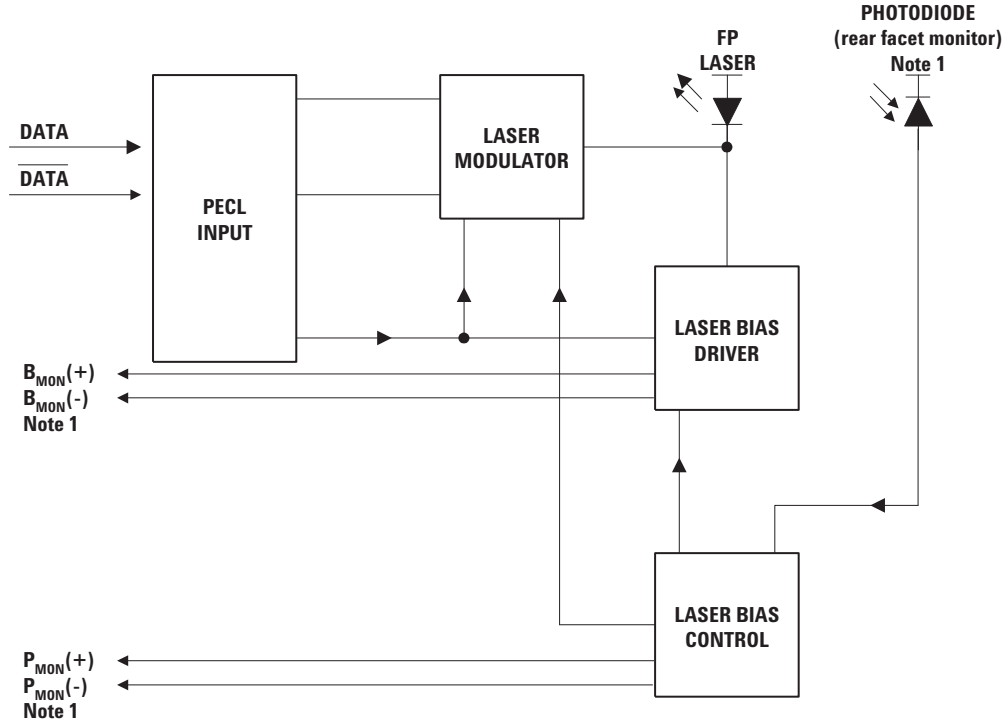 PHOTODIODE
(rear facet monitor)
Note 1
FP
LASER
DATA
DATA
PECL
INPUT
LASER
MODULATOR
LASER BIAS
DRIVER
BMON(+)
BMON(-)
Note 1
LASER BIAS
CONTROL
PMON(+)
PMON(-)
Note 1